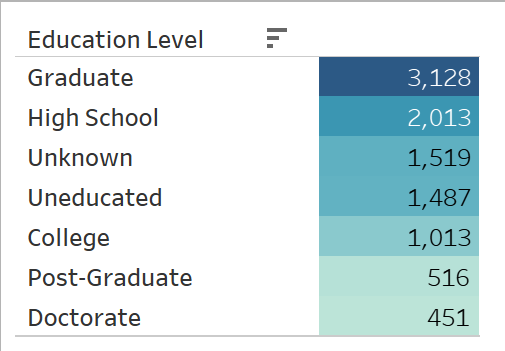 Education Level
Graduate 3,128
High School 2,013
Unknown 1,519
Uneducated 1,487
College 1,013
Post-Graduate 516
Doctorate 451